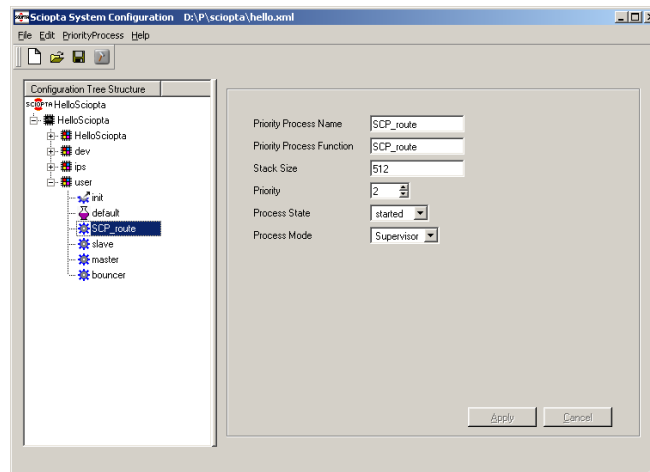 Sciopta System Configuration D:\P\sciopta\hello.xml
File Edit PriorityProcess Help
Configuration Tree Structure
SCIOPTA HelloSciopta
HelloSciopta
HelloSciopta
dev
ips
user
init
default
SCP_route
slave
master
bouncer
Priority Process Name SCP_route
Priority Process Function SCP_route
Stack Size 512
Priority 2
Process State started
Process Mode Supervisor
Apply Cancel